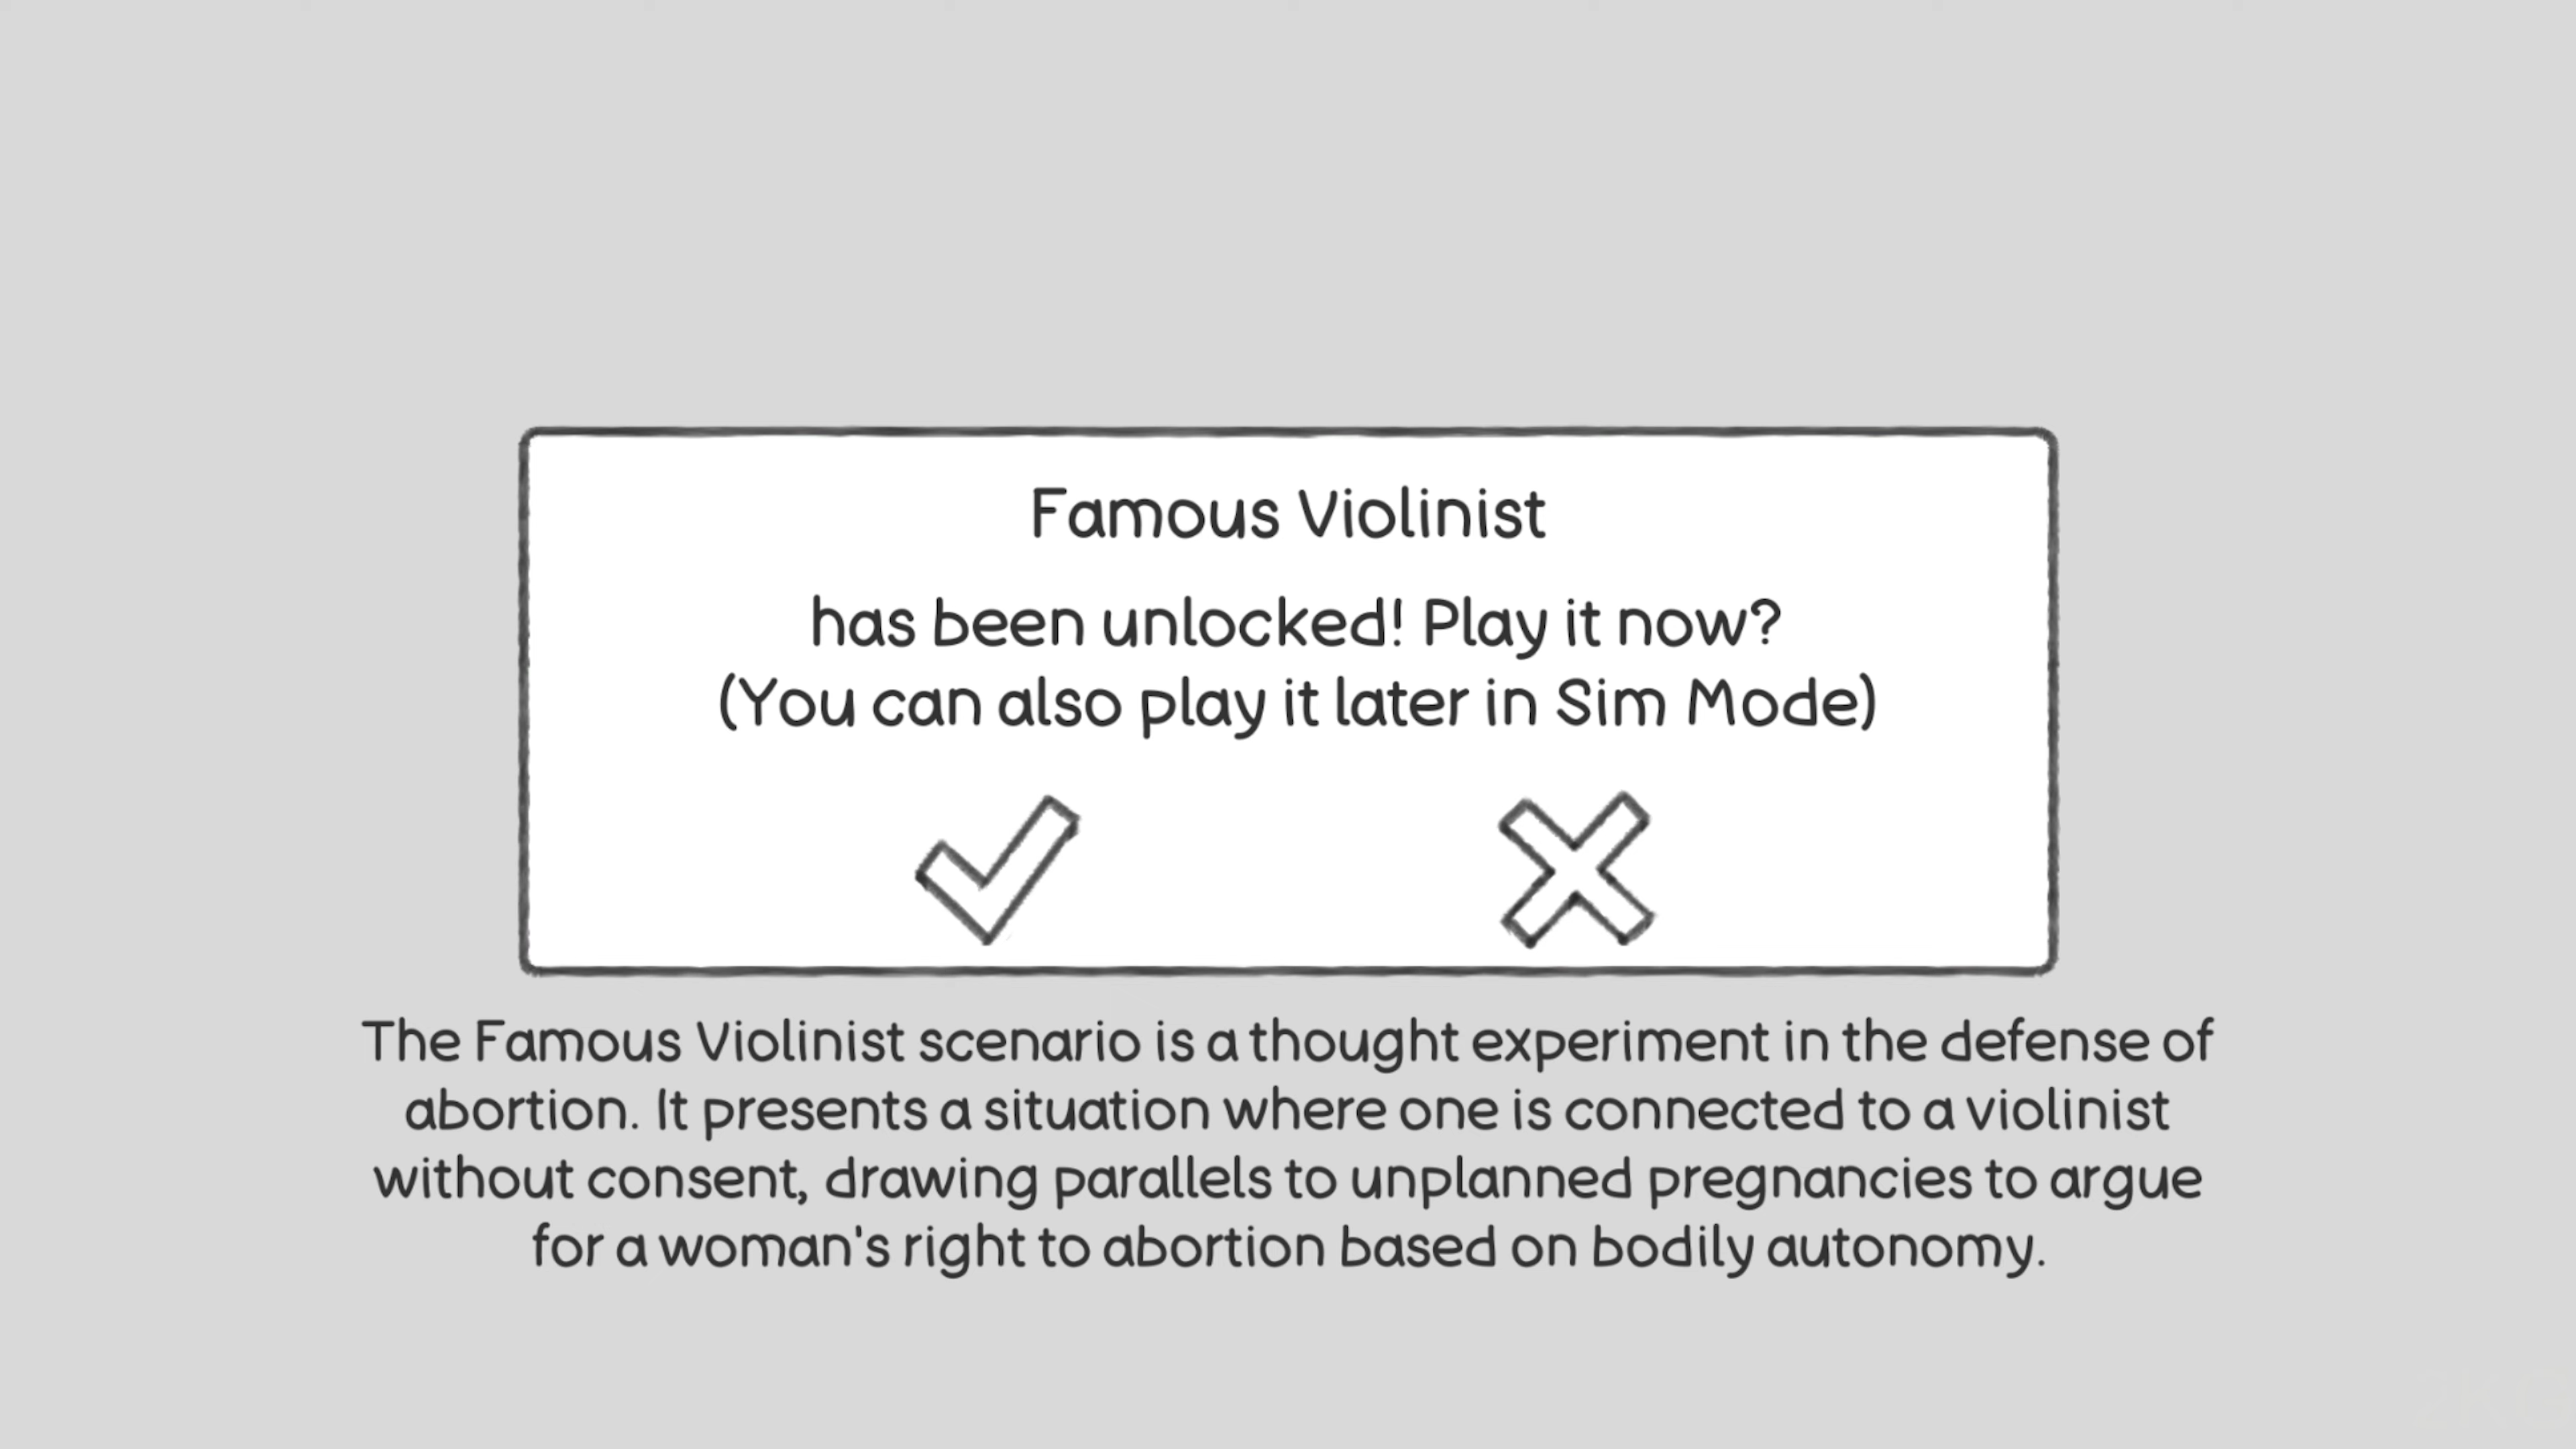 Famous Violinist
has been unlocked! Play it now?
(You can also play it later in Sim Mode)
The Famous Violinist scenario is a thought experiment in the defense of
abortion. It presents a situation where one is connected to a violinist
without consent, drawing parallels to unplanned pregnancies to argue
for a woman's right to abortion based on bodily autonomy.